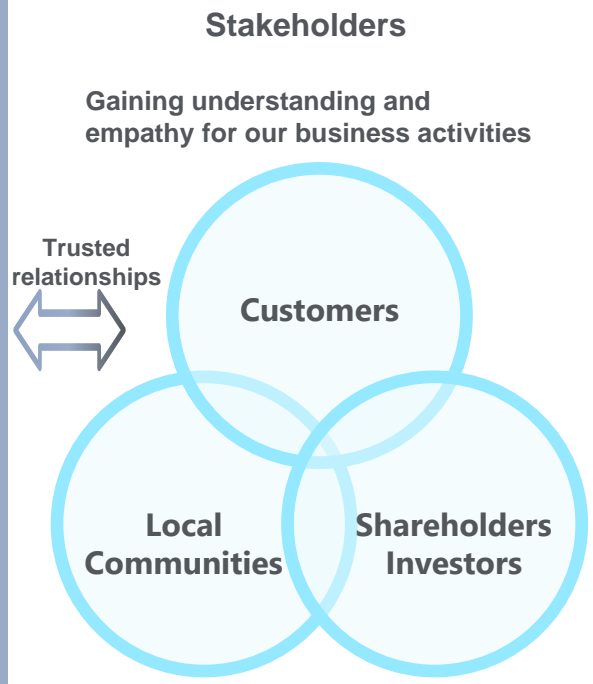 Stakeholders
Gaining understanding and
empathy for our business activities
Trusted
relationships
Customers
Local
Communities
Shareholders
Investors